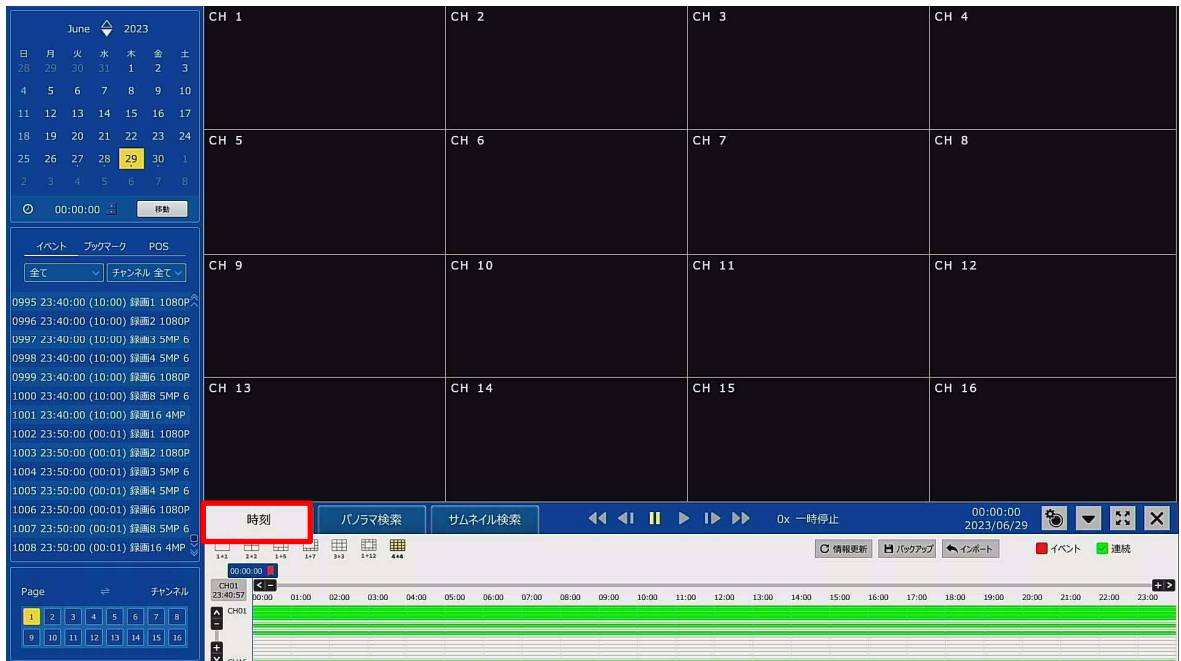 June 2023
日 月 火 水 木 金 土
28 29 30 31 1 2 3
4 5 6 7 8 9 10
11 12 13 14 15 16 17
18 19 20 21 22 23 24
25 26 27 28 29 30 1
2 3 4 5 6 7 8
00:00:00 移動
イベント ブックマーク POS
全て チャンネル 全て
0995 23:40:00 (10:00) 録画1 1080P
0996 23:40:00 (10:00) 録画2 1080P
0997 23:40:00 (10:00) 録画3 5MP 6
0998 23:40:00 (10:00) 録画4 5MP 6
0999 23:40:00 (10:00) 録画6 1080P
1000 23:40:00 (10:00) 録画8 5MP 6
1001 23:40:00 (10:00) 録画16 4MP
1002 23:50:00 (00:01) 録画1 1080P
1003 23:50:00 (00:01) 録画2 1080P
1004 23:50:00 (00:01) 録画3 5MP 6
1005 23:50:00 (00:01) 録画4 5MP 6
1006 23:50:00 (00:01) 録画6 1080P
1007 23:50:00 (00:01) 録画8 5MP 6
1008 23:50:00 (00:01) 録画16 4MP
Page チャンネル
1 2 3 4 5 6 7 8
9 10 11 12 13 14 15 16
CH 1 CH 2 CH 3 CH 4
CH 5 CH 6 CH 7 CH 8
CH 9 CH 10 CH 11 CH 12
CH 13 CH 14 CH 15 CH 16
時刻 パノラマ検索 サムネイル検索 0x 一時停止 00:00:00
2023/06/29
1×1 2×2 1+5 1+7 3×3 1+12 4×4 情報更新 バックアップ インポート イベント 連続
00:00:00
CH01
23:40:57 00:00 01:00 02:00 03:00 04:00 05:00 06:00 07:00 08:00 09:00 10:00 11:00 12:00 13:00 14:00 15:00 16:00 17:00 18:00 19:00 20:00 21:00 22:00 23:00
CH01
CH16